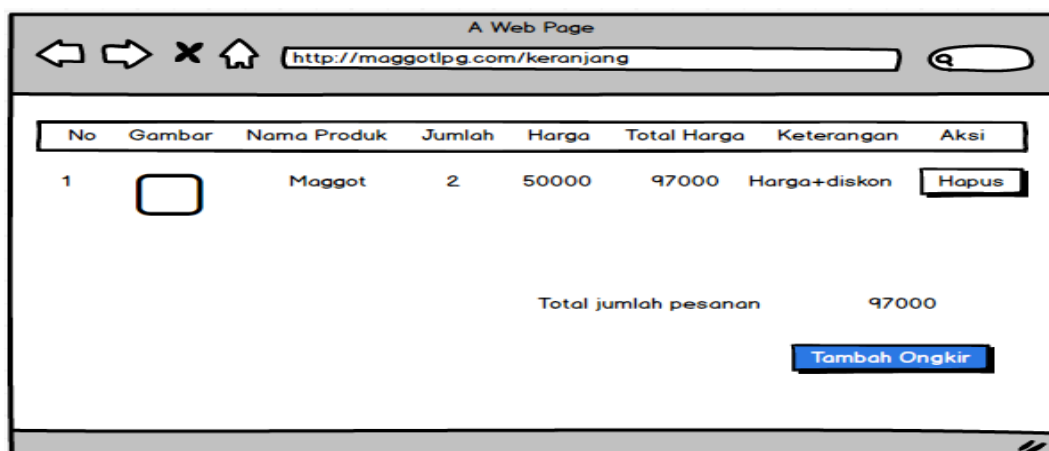 A Web Page
http://maggotlpg.com/keranjang
No Gambar Nama Produk Jumlah Harga Total Harga Keterangan Aksi
1 Maggot 2 50000 97000 Harga+diskon Hapus
Total jumlah pesanan 97000
Tambah Ongkir